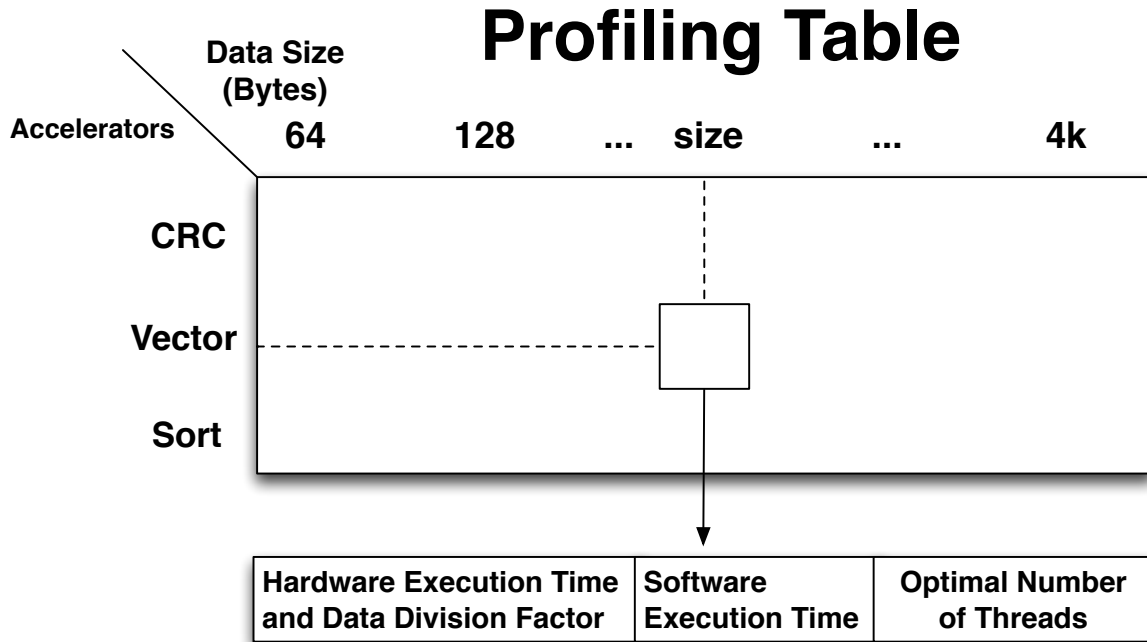 Profiling Table
Data Size
(Bytes)
Accelerators
64 128 ... size ... 4k
CRC
Vector
Sort
Hardware Execution Time
and Data Division Factor
Software
Execution Time
Optimal Number
of Threads